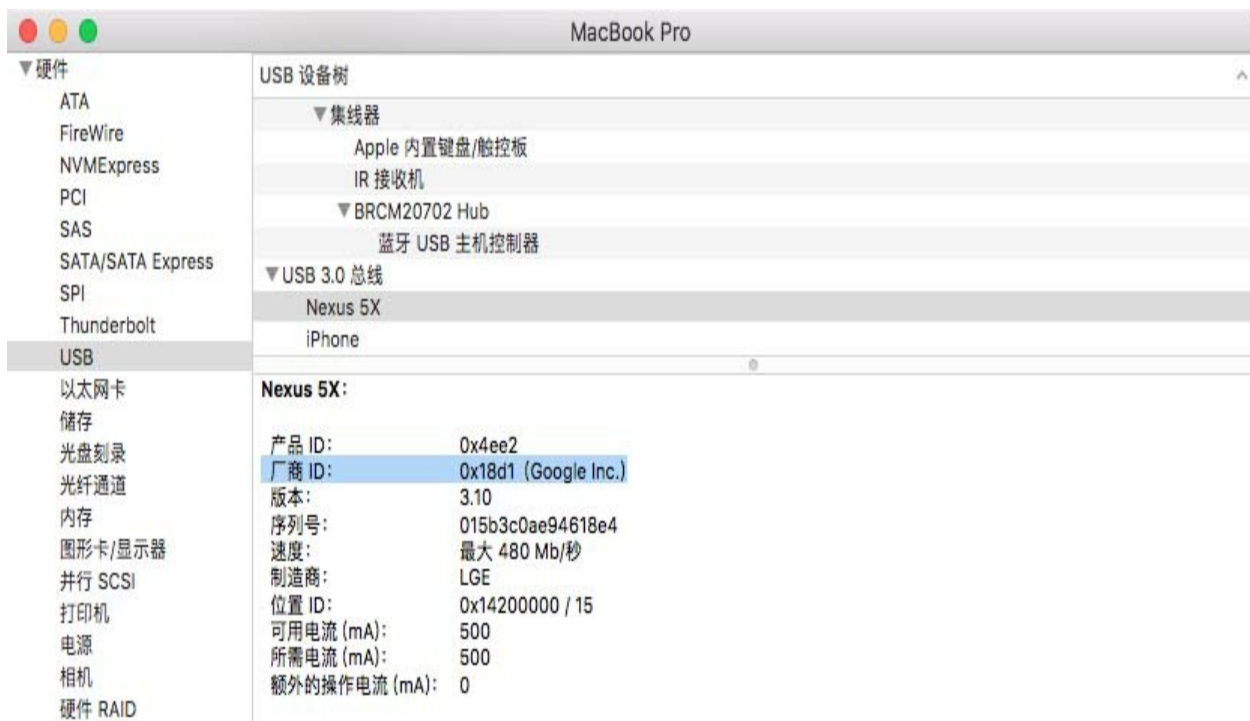 MacBook Pro
硬件
ATA
FireWire
NVMExpress
PCI
SAS
SATA/SATA Express
SPI
Thunderbolt
USB
以太网卡
储存
光盘刻录
光纤通道
内存
图形卡/显示器
并行 SCSI
打印机
电源
相机
硬件 RAID
USB 设备树
集线器
Apple 内置键盘/触控板
IR 接收机
BRCM20702 Hub
蓝牙 USB 主机控制器
USB 3.0 总线
Nexus 5X
iPhone
Nexus 5X：
产品 ID： 0x4ee2
厂商 ID： 0x18d1（Google Inc.）
版本： 3.10
序列号： 015b3c0ae94618e4
速度： 最大 480 Mb/秒
制造商： LGE
位置 ID： 0x14200000 / 15
可用电流 (mA)： 500
所需电流 (mA)： 500
额外的操作电流 (mA)： 0